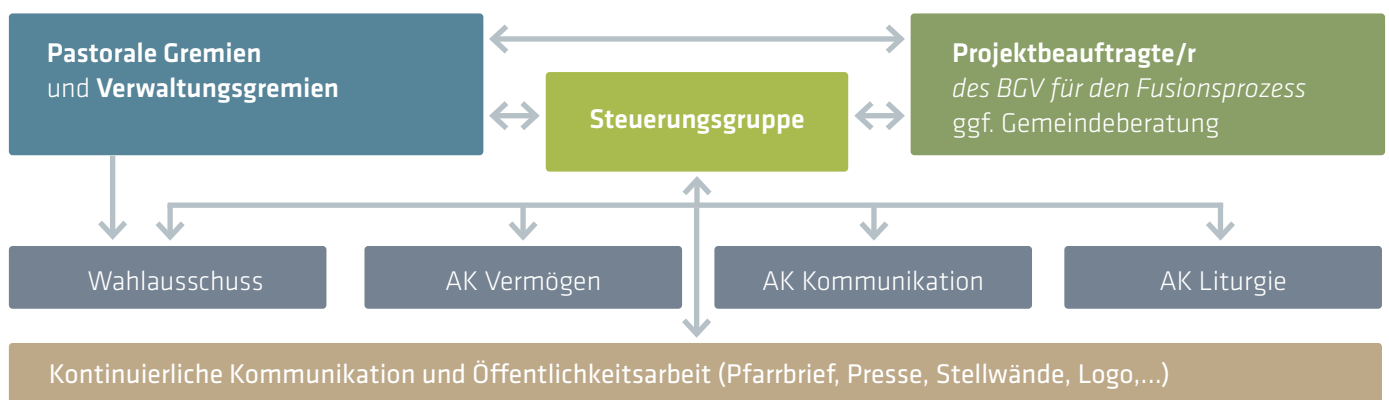 Pastorale Gremien
und Verwaltungsgremien
Steuerungsgruppe
Projektbeauftragte/r
des BGV für den Fusionsprozess
ggf. Gemeindeberatung
Wahlausschuss
AK Vermögen
AK Kommunikation
AK Liturgie
Kontinuierliche Kommunikation und Öffentlichkeitsarbeit (Pfarrbrief, Presse, Stellwände, Logo,...)